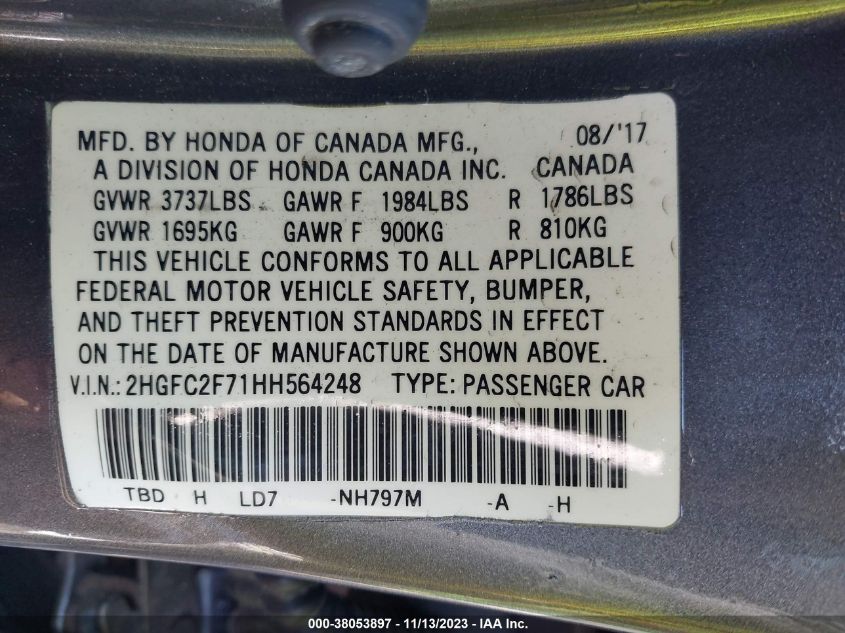 MFD. BY HONDA OF CANADA MFG., 08/'17
A DIVISION OF HONDA CANADA INC. CANADA
GVWR 3737LBS GAWR F 1984LBS R 1786LBS
GVWR 1695KG GAWR F 900KG R 810KG
THIS VEHICLE CONFORMS TO ALL APPLICABLE
FEDERAL MOTOR VEHICLE SAFETY, BUMPER,
AND THEFT PREVENTION STANDARDS IN EFFECT
ON THE DATE OF MANUFACTURE SHOWN ABOVE.
V.I.N.: 2HGFC2F71HH564248 TYPE: PASSENGER CAR
TBD H LD7 -NH797M -A -H
000-38053897 - 11/13/2023 - IAA Inc.